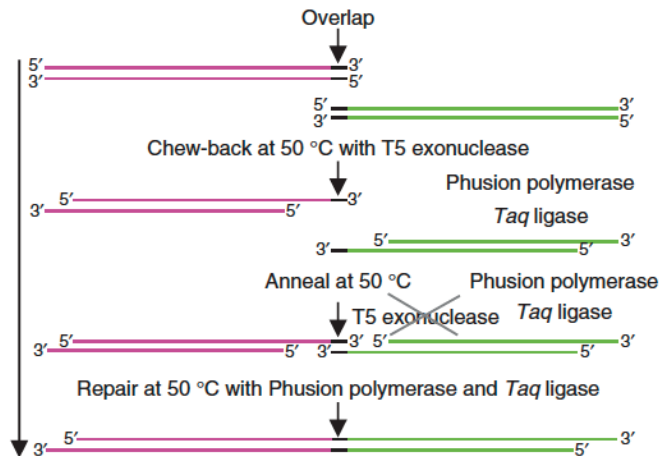 Overlap
5′ 3′
3′ 5′
5′ 3′
3′ 5′
Chew-back at 50 °C with T5 exonuclease
5′ 3′ Phusion polymerase
3′ 5′
Taq ligase
5′ 3′
3′ 5′
Anneal at 50 °C Phusion polymerase
T5 exonuclease Taq ligase
5′ 3′ 5′ 3′
3′ 5′ 3′ 5′
Repair at 50 °C with Phusion polymerase and Taq ligase
5′ 3′
3′ 5′